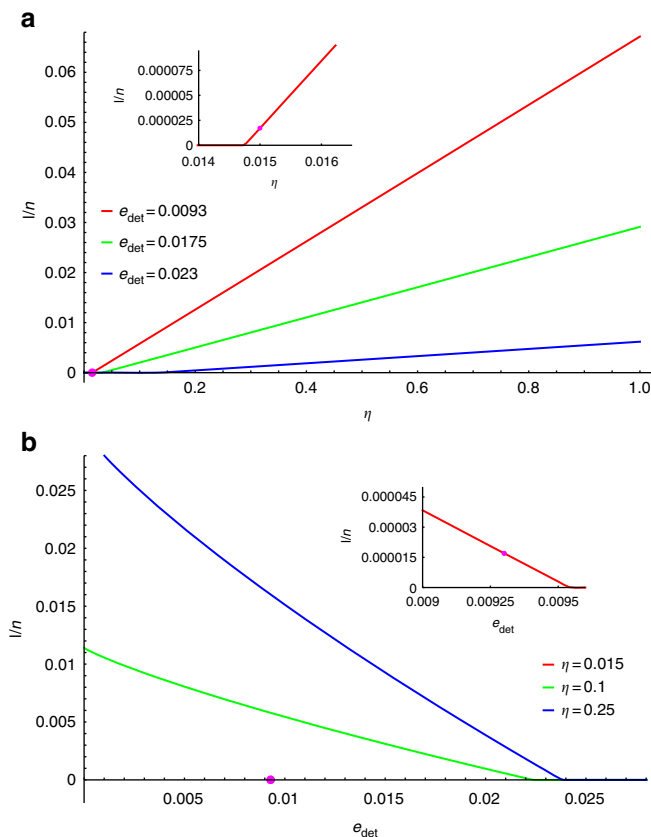 a
l/n
0.06
0.05
0.04
0.03
0.02
0.01
0
0.2
0.4
0.6
0.8
1.0
η
l/n
0.000075
0.00005
0.000025
0
0.014
0.015
0.016
η
e_det = 0.0093
e_det = 0.0175
e_det = 0.023
b
l/n
0.025
0.02
0.015
0.01
0.005
0
0.005
0.01
0.015
0.02
0.025
e_det
l/n
0.000045
0.00003
0.000015
0
0.009
0.00925
0.0095
e_det
η = 0.015
η = 0.1
η = 0.25